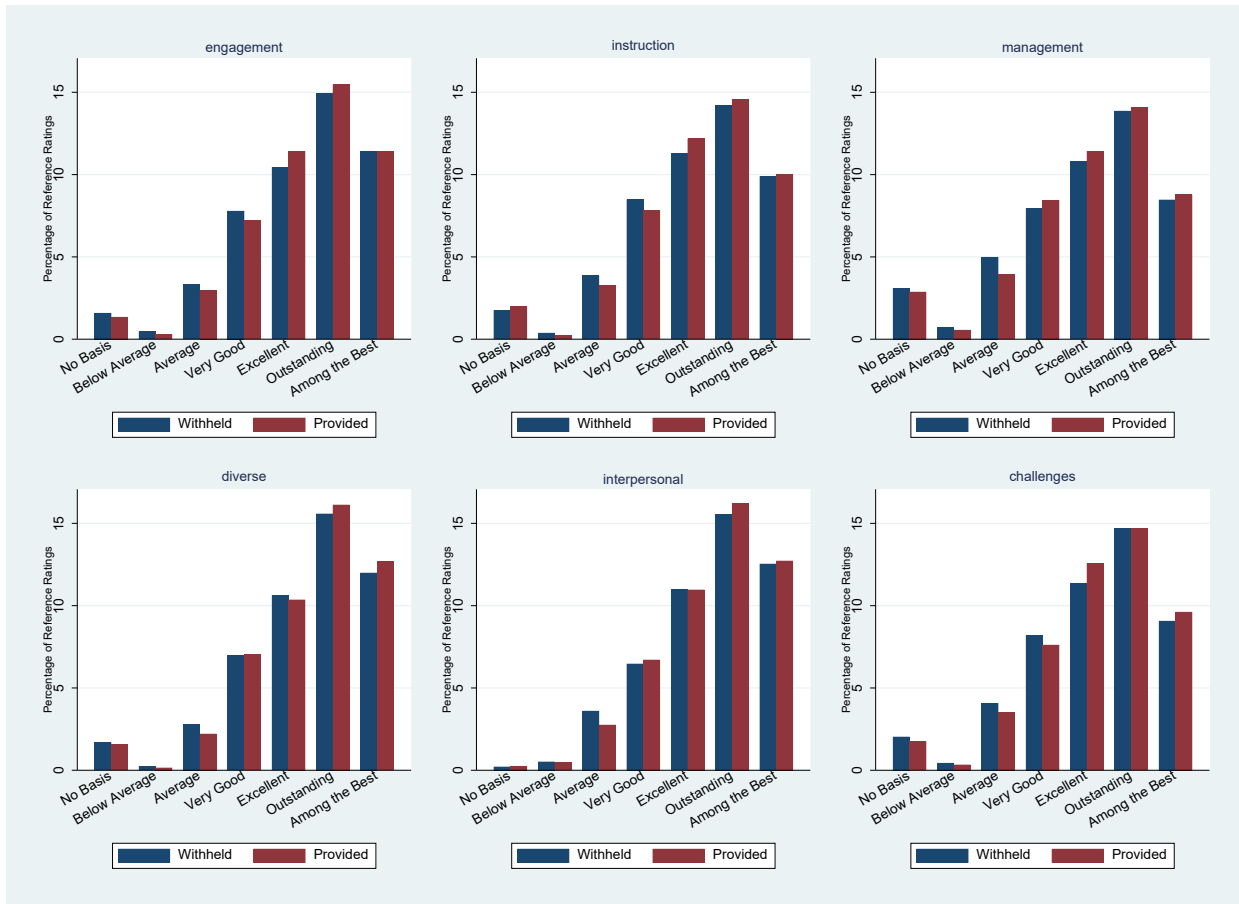 engagement
Percentage of Reference Ratings
15
10
5
0
No Basis
Below Average
Average
Very Good
Excellent
Outstanding
Among the Best
Withheld Provided
instruction
Percentage of Reference Ratings
15
10
5
0
No Basis
Below Average
Average
Very Good
Excellent
Outstanding
Among the Best
Withheld Provided
management
Percentage of Reference Ratings
15
10
5
0
No Basis
Below Average
Average
Very Good
Excellent
Outstanding
Among the Best
Withheld Provided
diverse
Percentage of Reference Ratings
15
10
5
0
No Basis
Below Average
Average
Very Good
Excellent
Outstanding
Among the Best
Withheld Provided
interpersonal
Percentage of Reference Ratings
15
10
5
0
No Basis
Below Average
Average
Very Good
Excellent
Outstanding
Among the Best
Withheld Provided
challenges
Percentage of Reference Ratings
15
10
5
0
No Basis
Below Average
Average
Very Good
Excellent
Outstanding
Among the Best
Withheld Provided